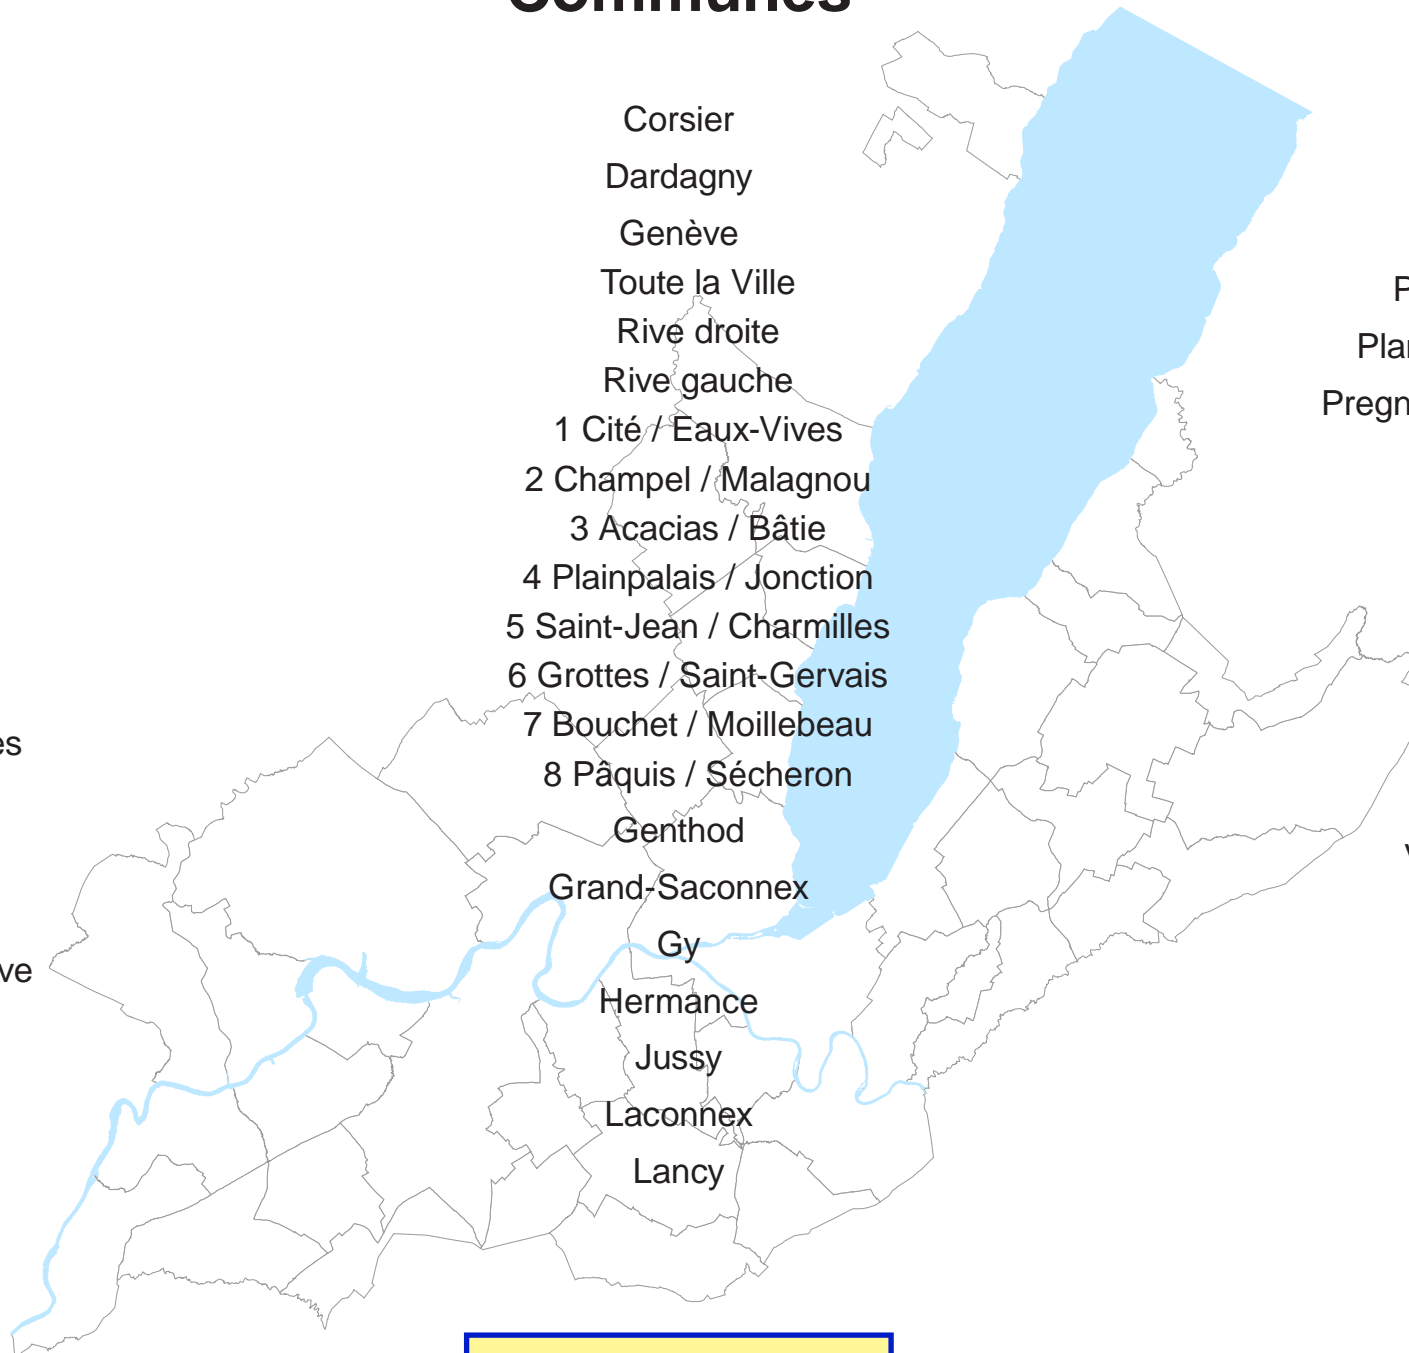 Communes
Corsier
Dardagny
Genève
Toute la Ville
Rive droite
Rive gauche
1 Cité / Eaux-Vives
2 Champel / Malagnou
3 Acacias / Bâtie
4 Plainpalais / Jonction
5 Saint-Jean / Charmilles
6 Grottes / Saint-Gervais
7 Bouchet / Moillebeau
8 Pâquis / Sécheron
Genthod
Grand-Saconnex
Gy
Hermance
Jussy
Laconnex
Lancy